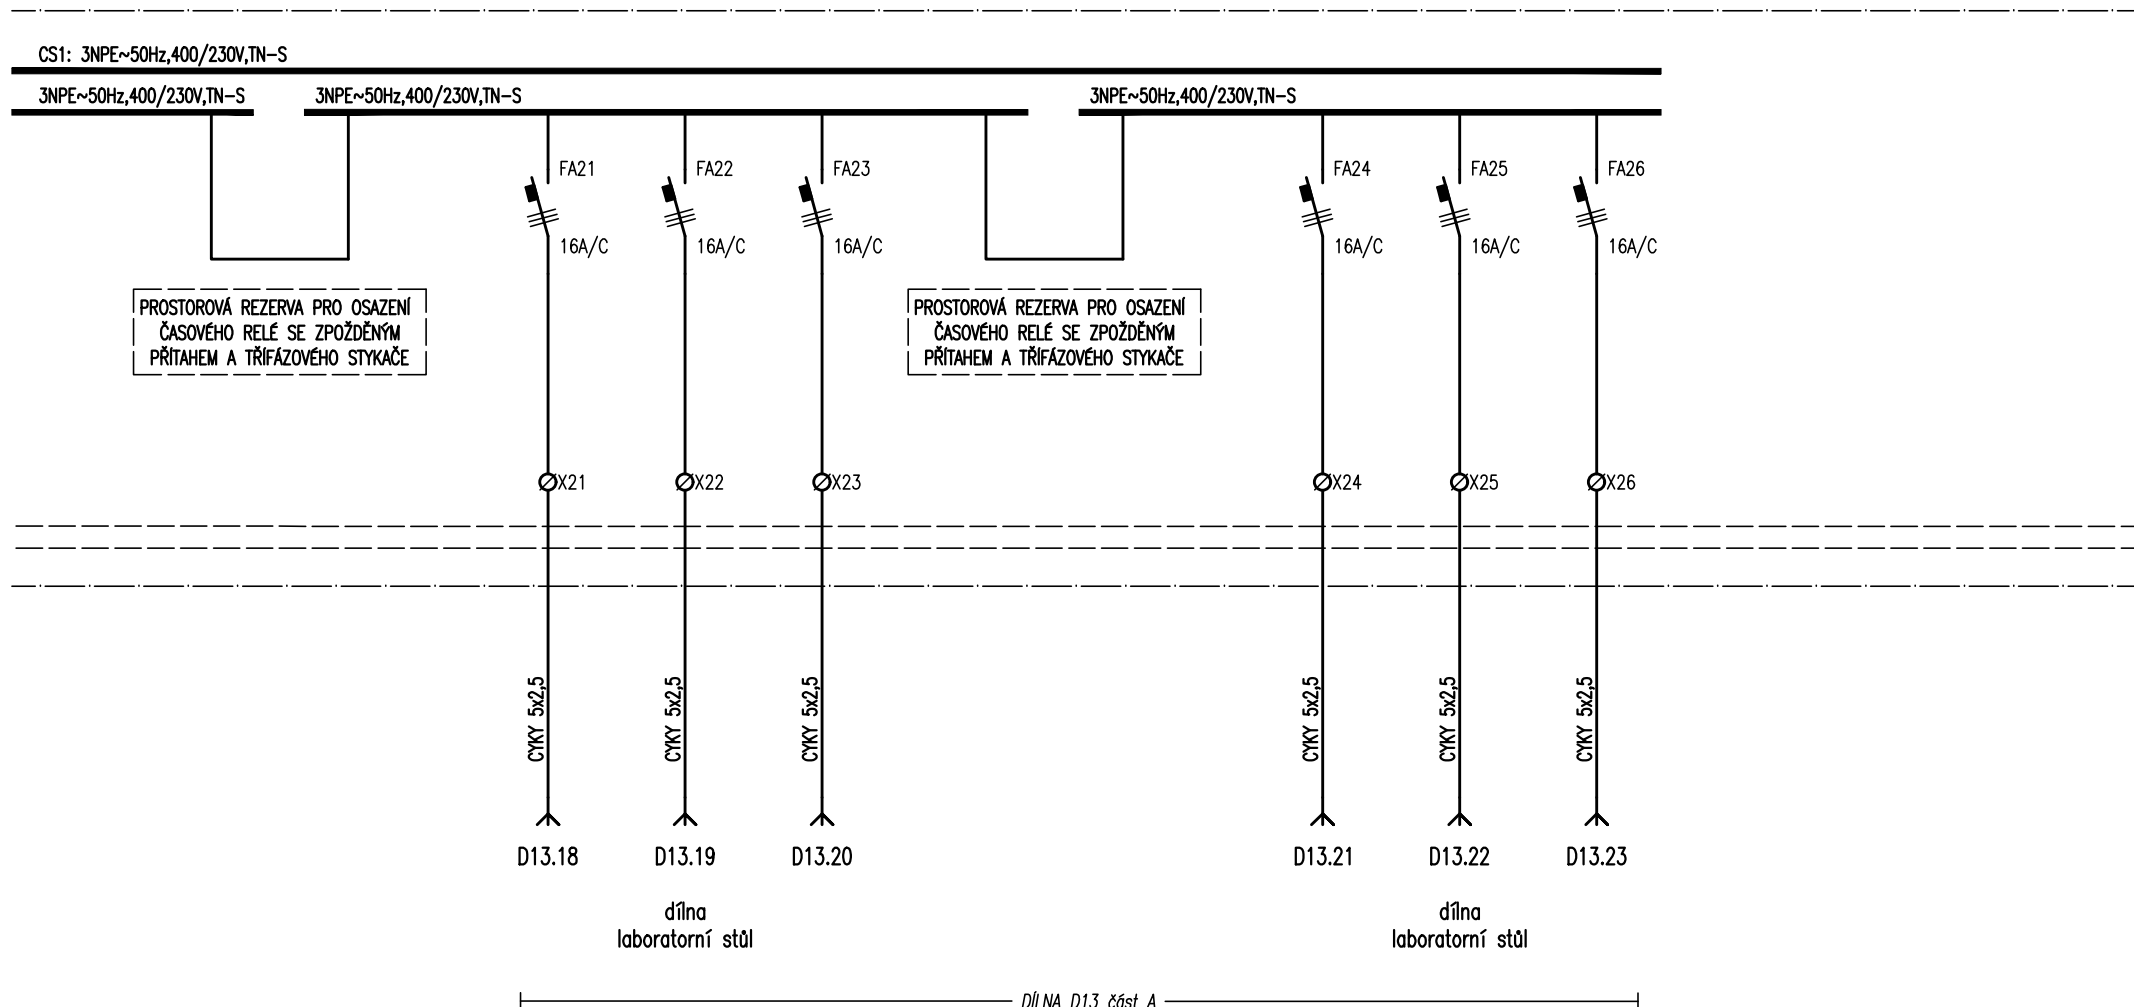 CS1: 3NPE~50Hz,400/230V,TN-S
3NPE~50Hz,400/230V,TN-S
3NPE~50Hz,400/230V,TN-S
3NPE~50Hz,400/230V,TN-S
FA21
FA22
FA23
FA24
FA25
FA26
16A/C
16A/C
16A/C
16A/C
16A/C
16A/C
PROSTOROVÁ REZERVA PRO OSAZENÍ
ČASOVÉHO RELÉ SE ZPOŽDĚNÝM
PŘÍTAHEM A TŘÍFÁZOVÉHO STYKAČE
PROSTOROVÁ REZERVA PRO OSAZENÍ
ČASOVÉHO RELÉ SE ZPOŽDĚNÝM
PŘÍTAHEM A TŘÍFÁZOVÉHO STYKAČE
X21
X22
X23
X24
X25
X26
CYKY 5x2,5
CYKY 5x2,5
CYKY 5x2,5
CYKY 5x2,5
CYKY 5x2,5
CYKY 5x2,5
D13.18
D13.19
D13.20
D13.21
D13.22
D13.23
dílna
laboratorní stůl
dílna
laboratorní stůl
DÍLNA D13 část A